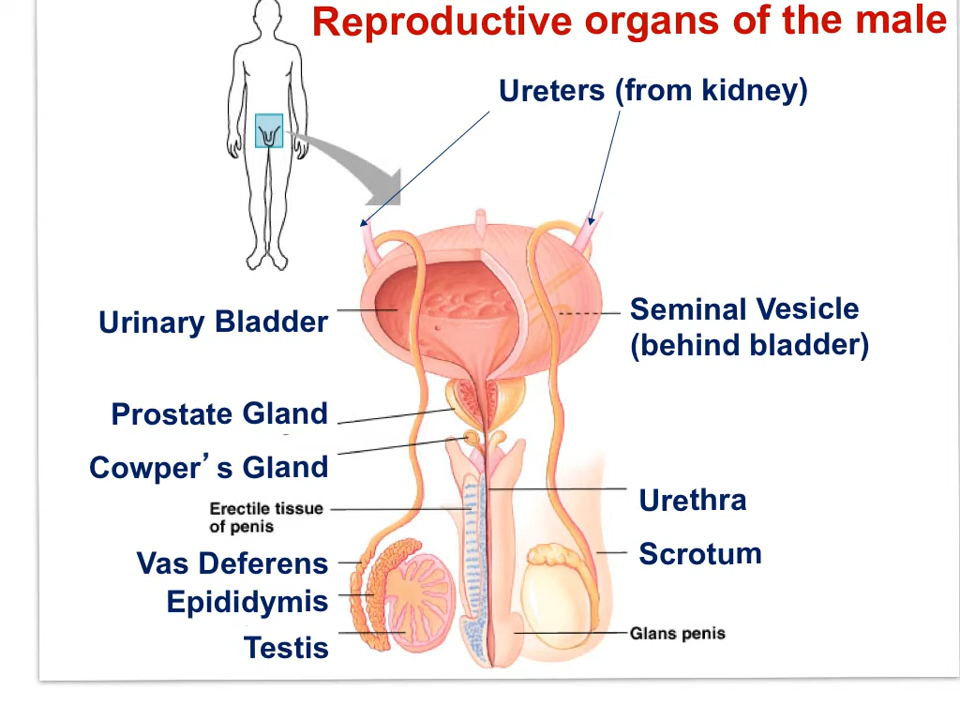 Reproductive organs of the male
Ureters (from kidney)
Urinary Bladder
Seminal Vesicle
(behind bladder)
Prostate Gland
Cowper’s Gland
Erectile tissue
of penis
Urethra
Vas Deferens
Scrotum
Epididymis
Testis
Glans penis